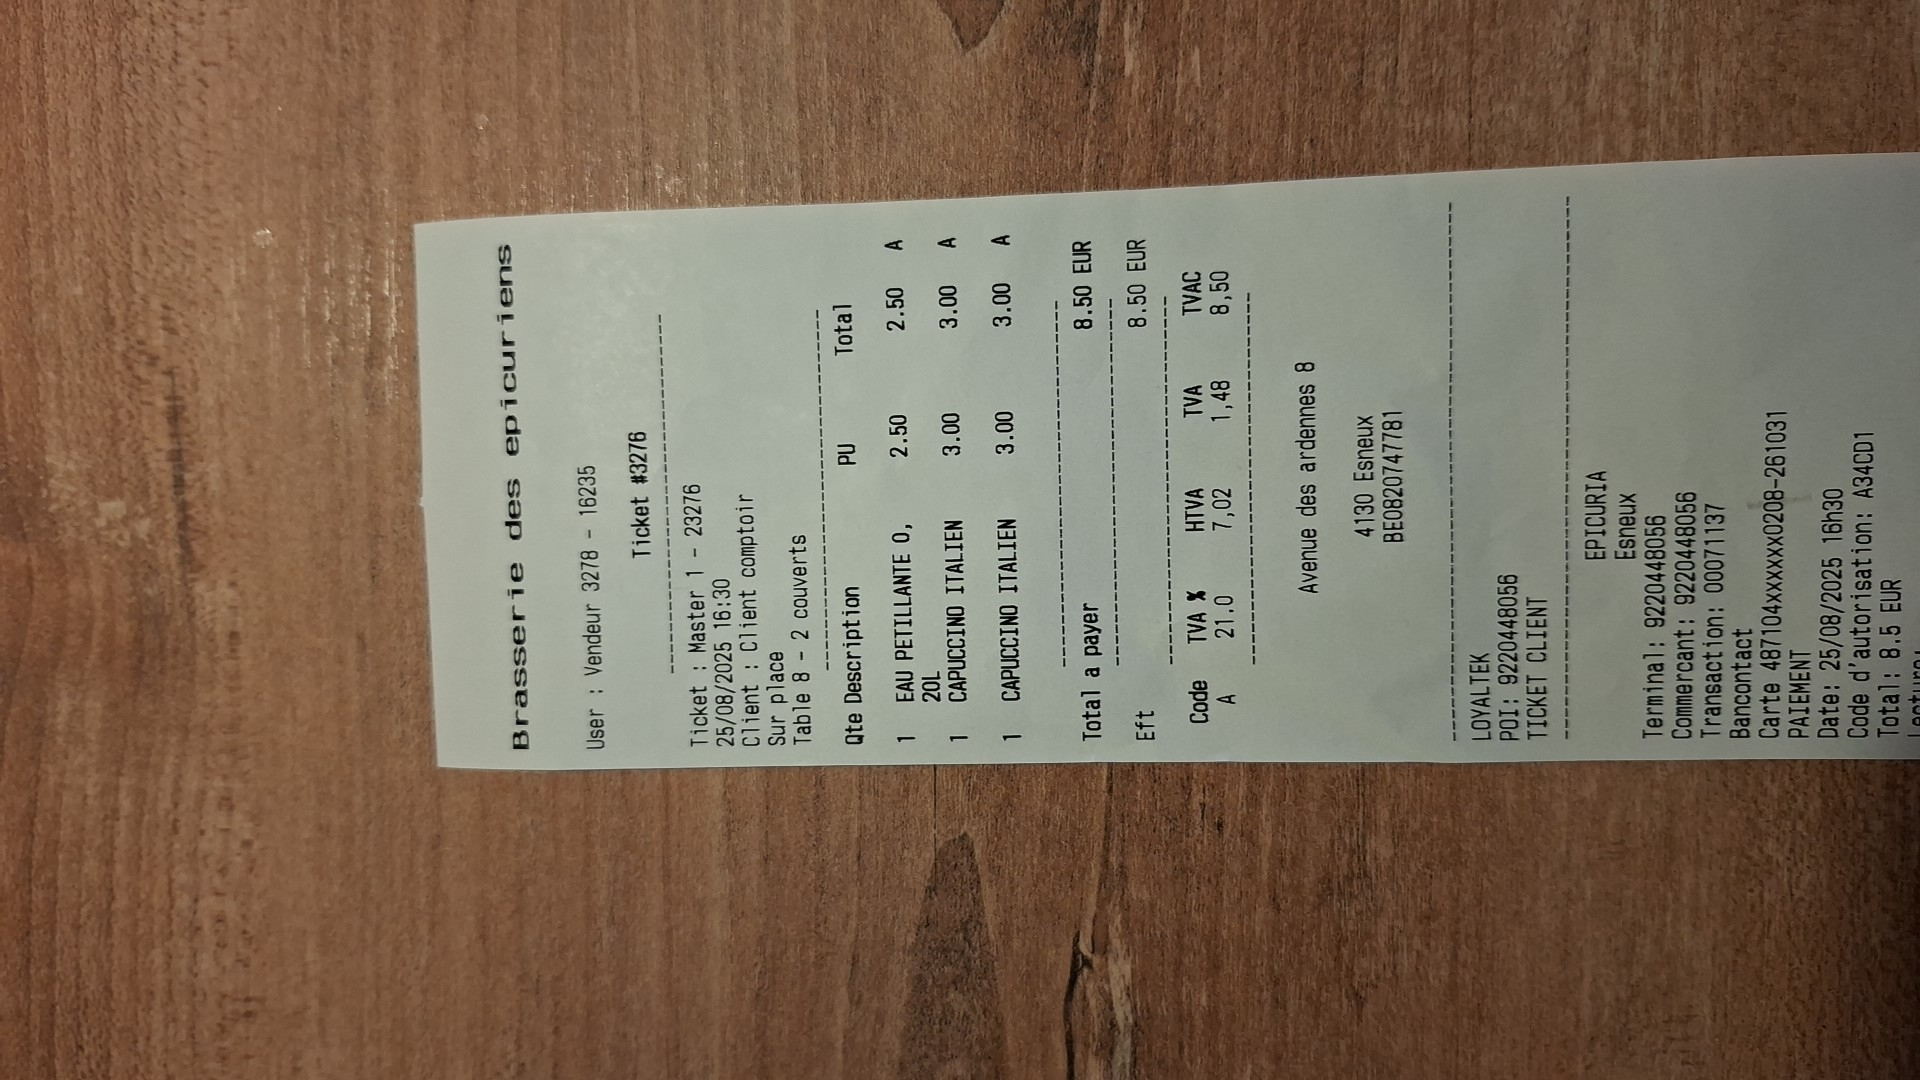 Brasserie des epicuriens
User : Vendeur 3278 - 16235
Ticket #3276
Ticket : Master 1 - 23276
25/08/2025 16:30
Client : Client comptoir
Sur place
Table 8 - 2 couverts
Qte Description PU Total
1 EAU PETILLANTE 0, 2.50 2.50 A
20L
1 CAPUCCINO ITALIEN 3.00 3.00 A
1 CAPUCCINO ITALIEN 3.00 3.00 A
Total a payer 8.50 EUR
Eft 8.50 EUR
Code TVA % HTVA TVA TVAC
A 21.0 7,02 1,48 8,50
Avenue des ardennes 8
4130 Esneux
BE0820747781
LOYALTEK
POI: 9220448056
TICKET CLIENT
EPICURIA
Esneux
Terminal: 9220448056
Commercant: 9220448056
Transaction: 00071137
Bancontact
Carte 487104xxxxxxx0208-261031
PAIEMENT
Date: 25/08/2025 16h30
Code d'autorisation: A34CD1
Total: 8.5 EUR